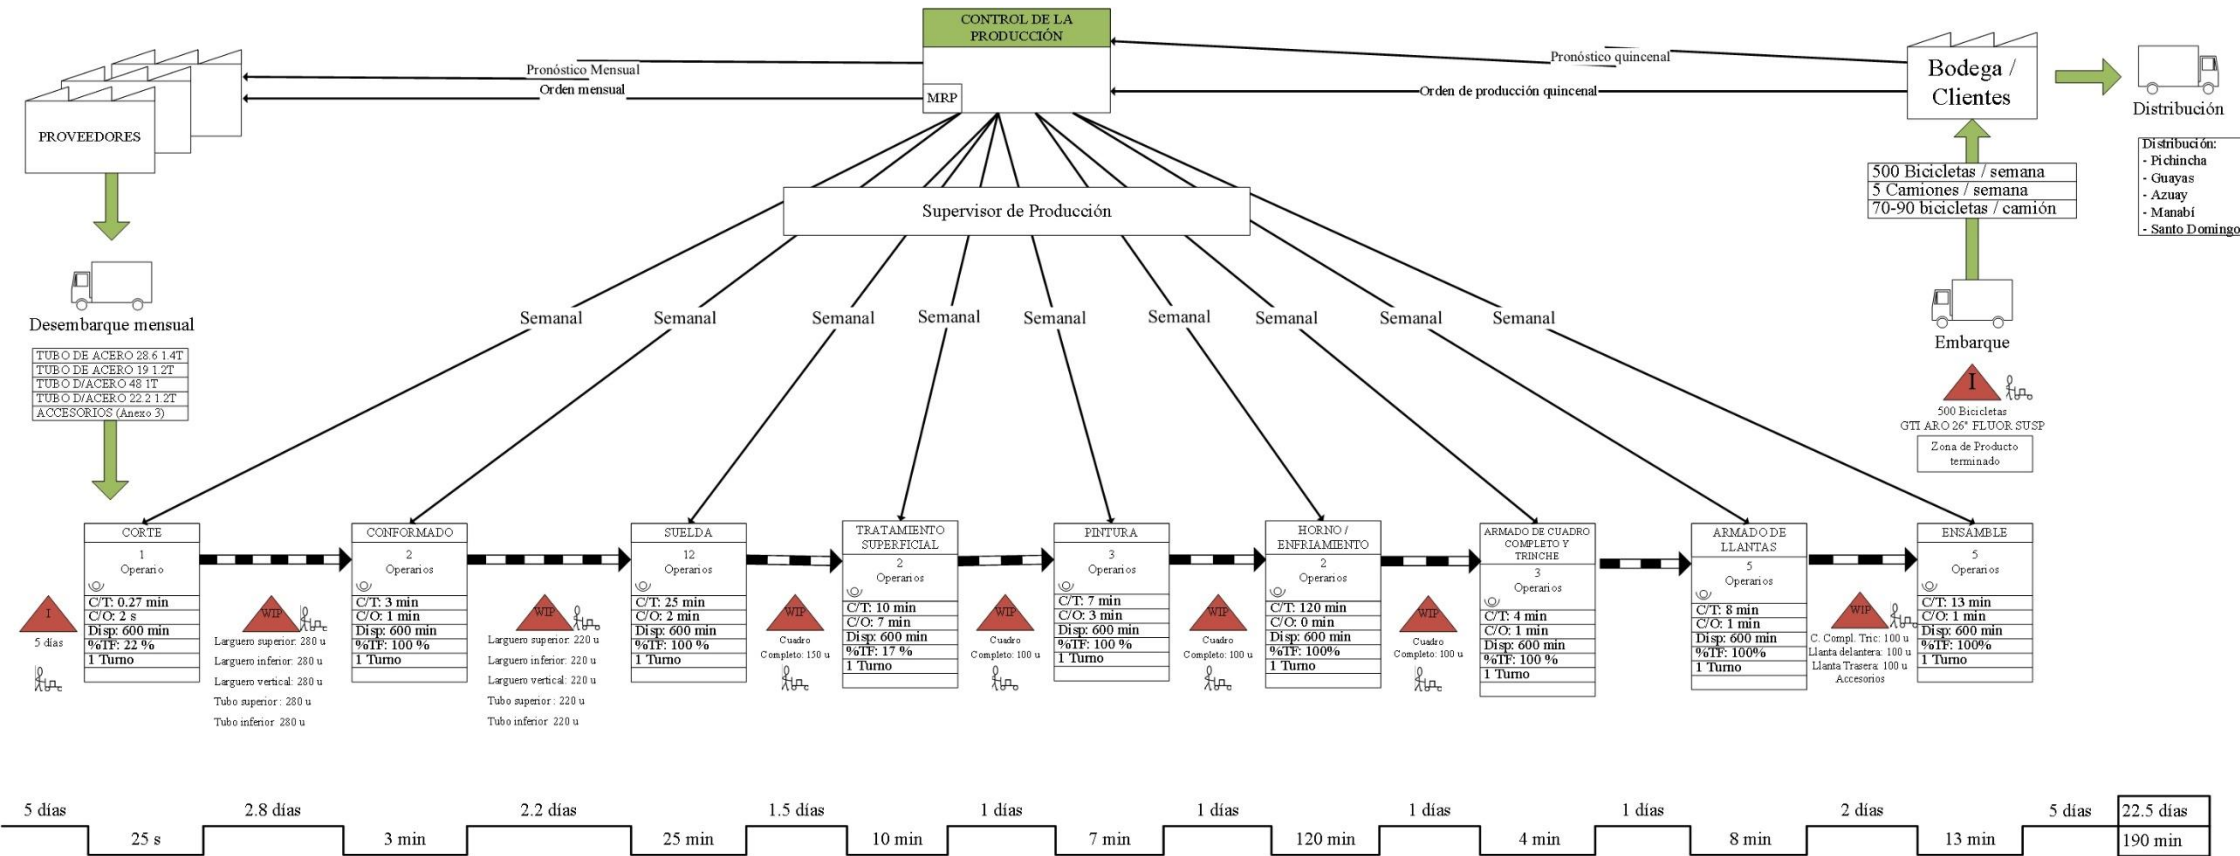 CONTROL DE LA
PRODUCCIÓN
MRP
Pronóstico Mensual
Orden mensual
Pronóstico quincenal
Orden de producción quincenal
PROVEEDORES
Bodega /
Clientes
Distribución
Distribución:
- Pichincha
- Guayas
- Azuay
- Manabí
- Santo Domingo
500 Bicicletas / semana
5 Camiones / semana
70-90 bicicletas / camión
Supervisor de Producción
Desembarque mensual
TUBO DE ACERO 28.6 1.4T
TUBO DE ACERO 19 1.2T
TUBO D/ACERO 48 1T
TUBO D/ACERO 22.2 1.2T
ACCESORIOS (Anexo 3)
Semanal
Semanal
Semanal
Semanal
Semanal
Semanal
Semanal
Semanal
Semanal
Embarque
I
500 Bicicletas
GTI ARO 26" FLUOR SUSP
Zona de Producto
terminado
I
5 días
CORTE
1
Operario
C/T: 0.27 min
C/O: 2 s
Disp: 600 min
%TF: 22 %
1 Turno
WIP
Larguero superior: 280 u
Larguero inferior: 280 u
Larguero vertical: 280 u
Tubo superior : 280 u
Tubo inferior 280 u
CONFORMADO
2
Operarios
C/T: 3 min
C/O: 1 min
Disp: 600 min
%TF: 100 %
1 Turno
WIP
Larguero superior: 220 u
Larguero inferior: 220 u
Larguero vertical: 220 u
Tubo superior : 220 u
Tubo inferior 220 u
SUELDA
12
Operarios
C/T: 25 min
C/O: 2 min
Disp: 600 min
%TF: 100 %
1 Turno
WIP
Cuadro
Completo: 150 u
TRATAMIENTO
SUPERFICIAL
2
Operarios
C/T: 10 min
C/O: 7 min
Disp: 600 min
%TF: 17 %
1 Turno
WIP
Cuadro
Completo: 100 u
PINTURA
3
Operarios
C/T: 7 min
C/O: 3 min
Disp: 600 min
%TF: 100 %
1 Turno
WIP
Cuadro
Completo: 100 u
HORNO /
ENFRIAMIENTO
2
Operarios
C/T: 120 min
C/O: 0 min
Disp: 600 min
%TF: 100%
1 Turno
WIP
Cuadro
Completo: 100 u
ARMADO DE CUADRO
COMPLETO Y
TRINCHE
3
Operarios
C/T: 4 min
C/O: 1 min
Disp: 600 min
%TF: 100 %
1 Turno
ARMADO DE
LLANTAS
5
Operarios
C/T: 8 min
C/O: 1 min
Disp: 600 min
%TF: 100%
1 Turno
WIP
C. Compl. Tric: 100 u
Llanta delantera: 100 u
Llanta Trasera: 100 u
Accesorios
ENSAMBLE
5
Operarios
C/T: 13 min
C/O: 1 min
Disp: 600 min
%TF: 100%
1 Turno
5 días
2.8 días
2.2 días
1.5 días
1 días
1 días
1 días
1 días
2 días
5 días
22.5 días
25 s
3 min
25 min
10 min
7 min
120 min
4 min
8 min
13 min
190 min